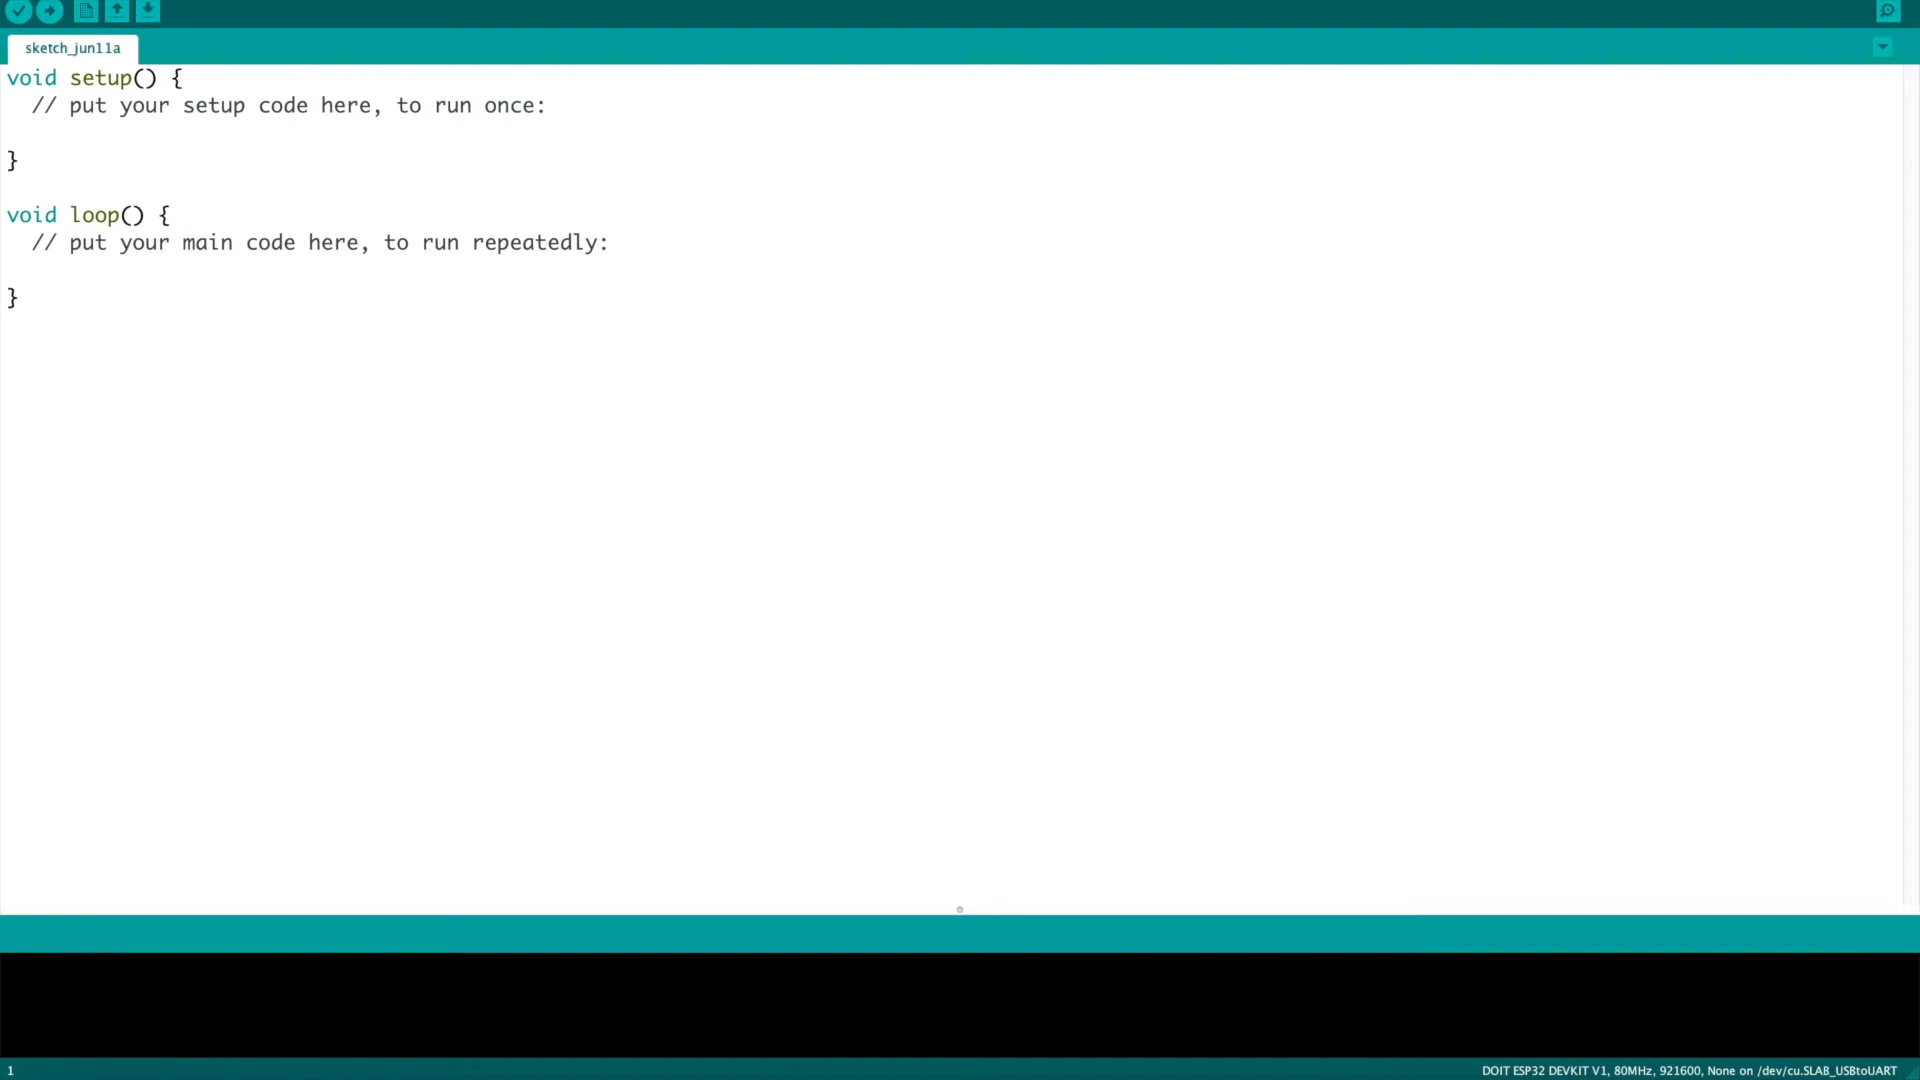 sketch_jun11a
void setup() {
  // put your setup code here, to run once:
}
void loop() {
  // put your main code here, to run repeatedly:
}
1
DOIT ESP32 DEVKIT V1, 80MHz, 921600, None on /dev/cu.SLAB_USBtoUART